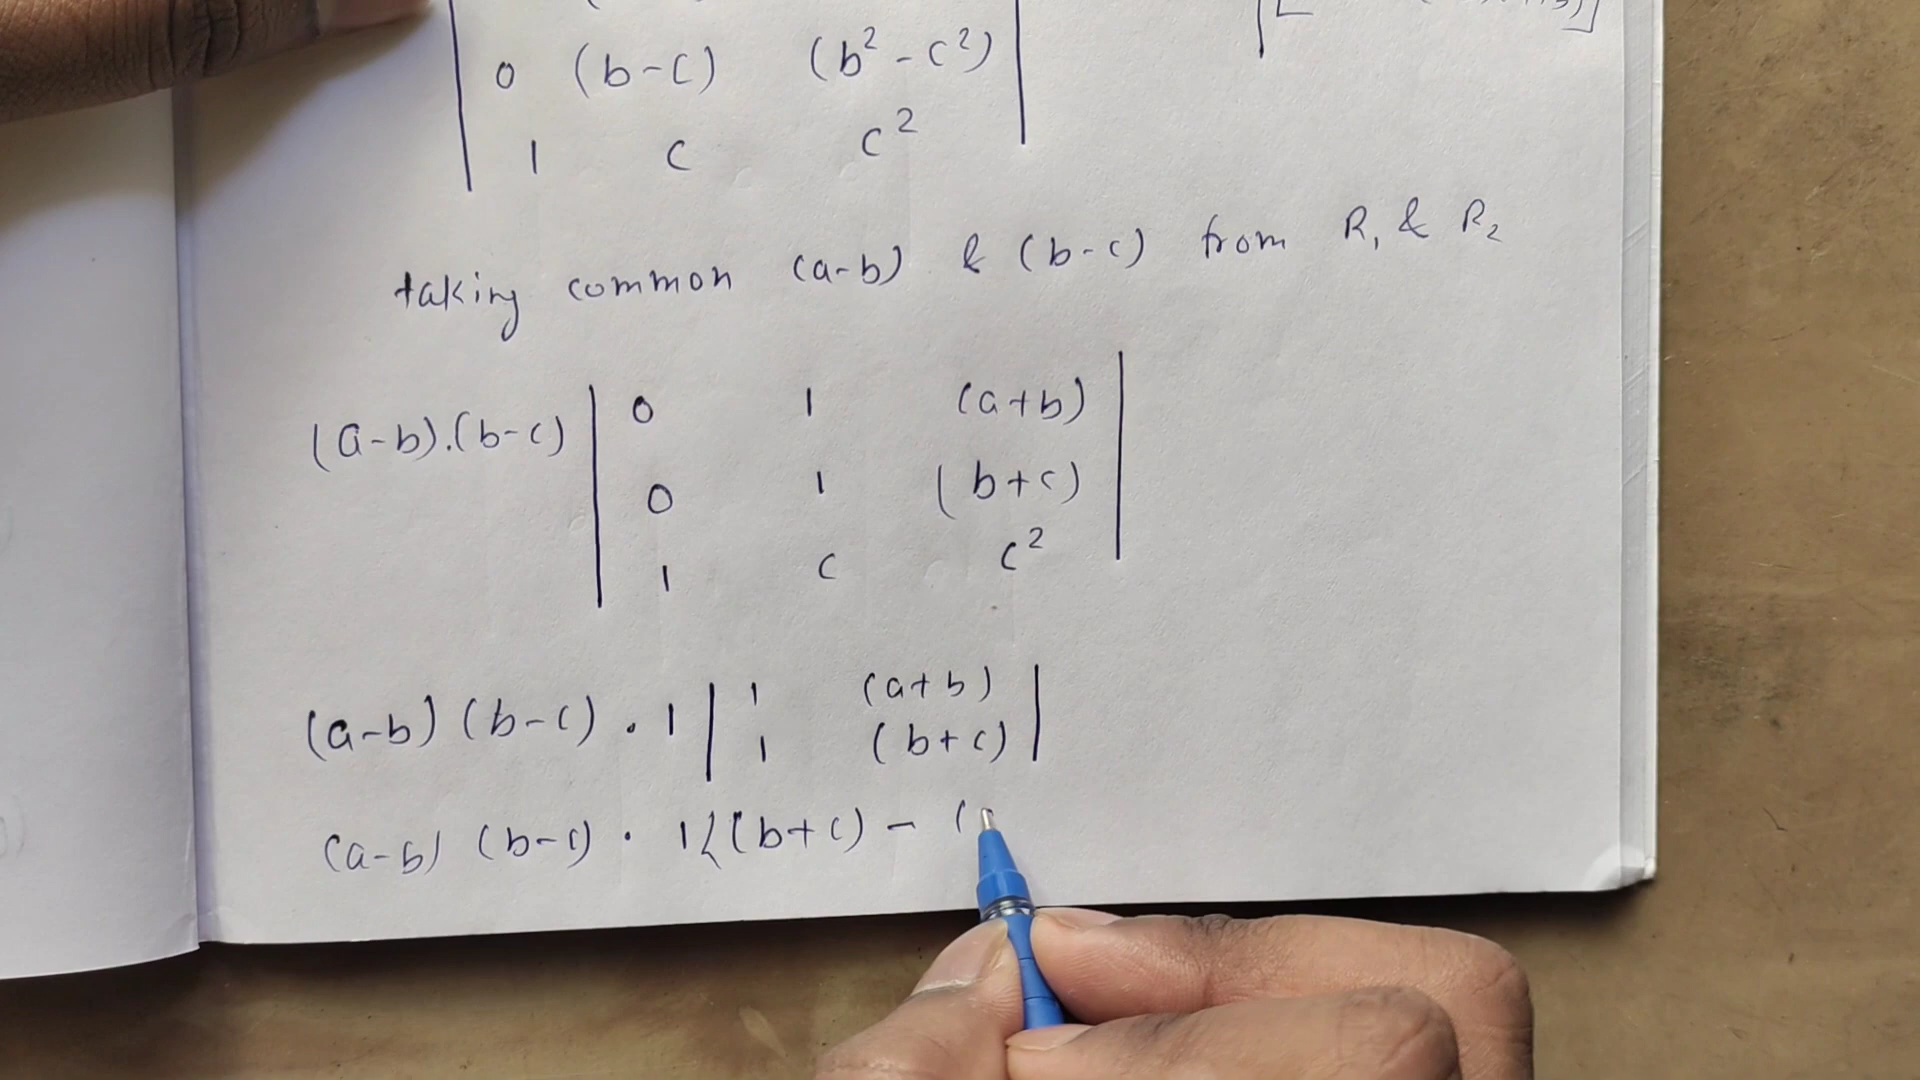 0 (b-c) (b² - c²)
1 c c²
taking common (a-b) & (b-c) from R₁ & R₂
(a-b).(b-c) | 0 1 (a+b) |
0 1 (b+c)
1 c c²
(a-b) (b-c) . 1 | 1 (a+b) |
1 (b+c)
(a-b) (b-c) . 1 {(b+c) - (